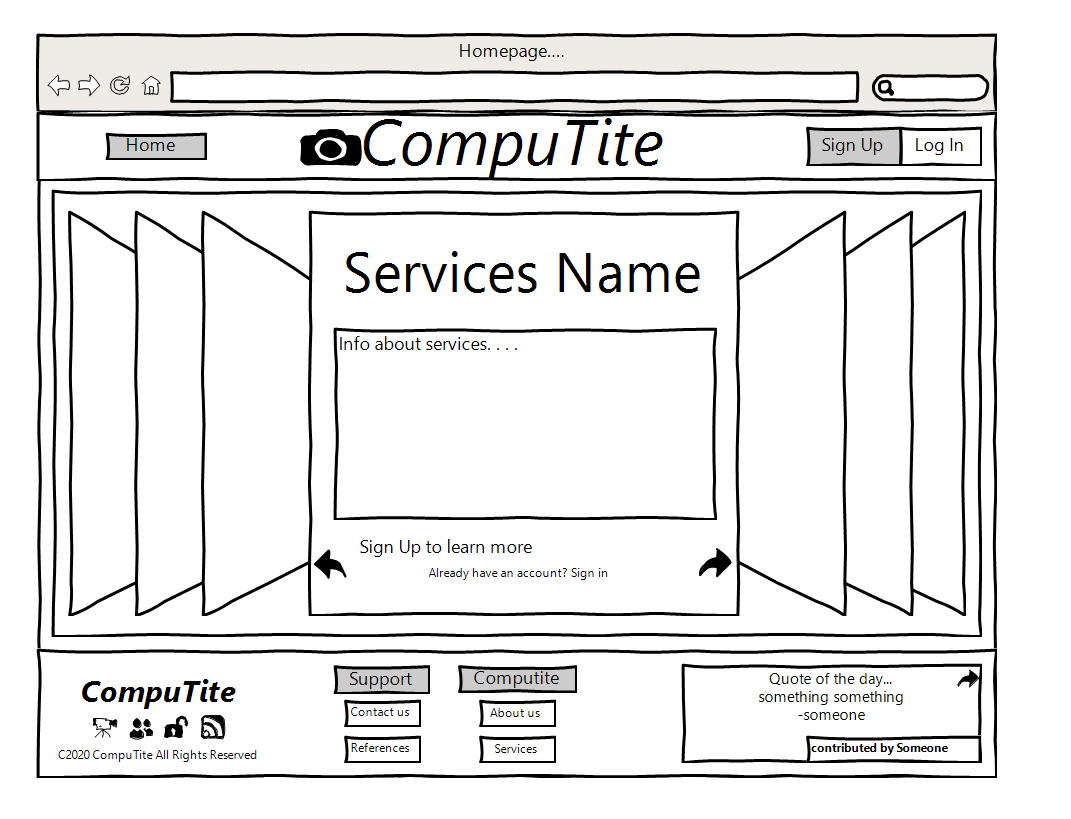 Homepage....
Home
CompuTite
Sign Up
Log In
Services Name
Info about services. . . .
Sign Up to learn more
Already have an account? Sign in
CompuTite
C2020 CompuTite All Rights Reserved
Support
Contact us
References
Computite
About us
Services
Quote of the day...
something something
-someone
contributed by Someone